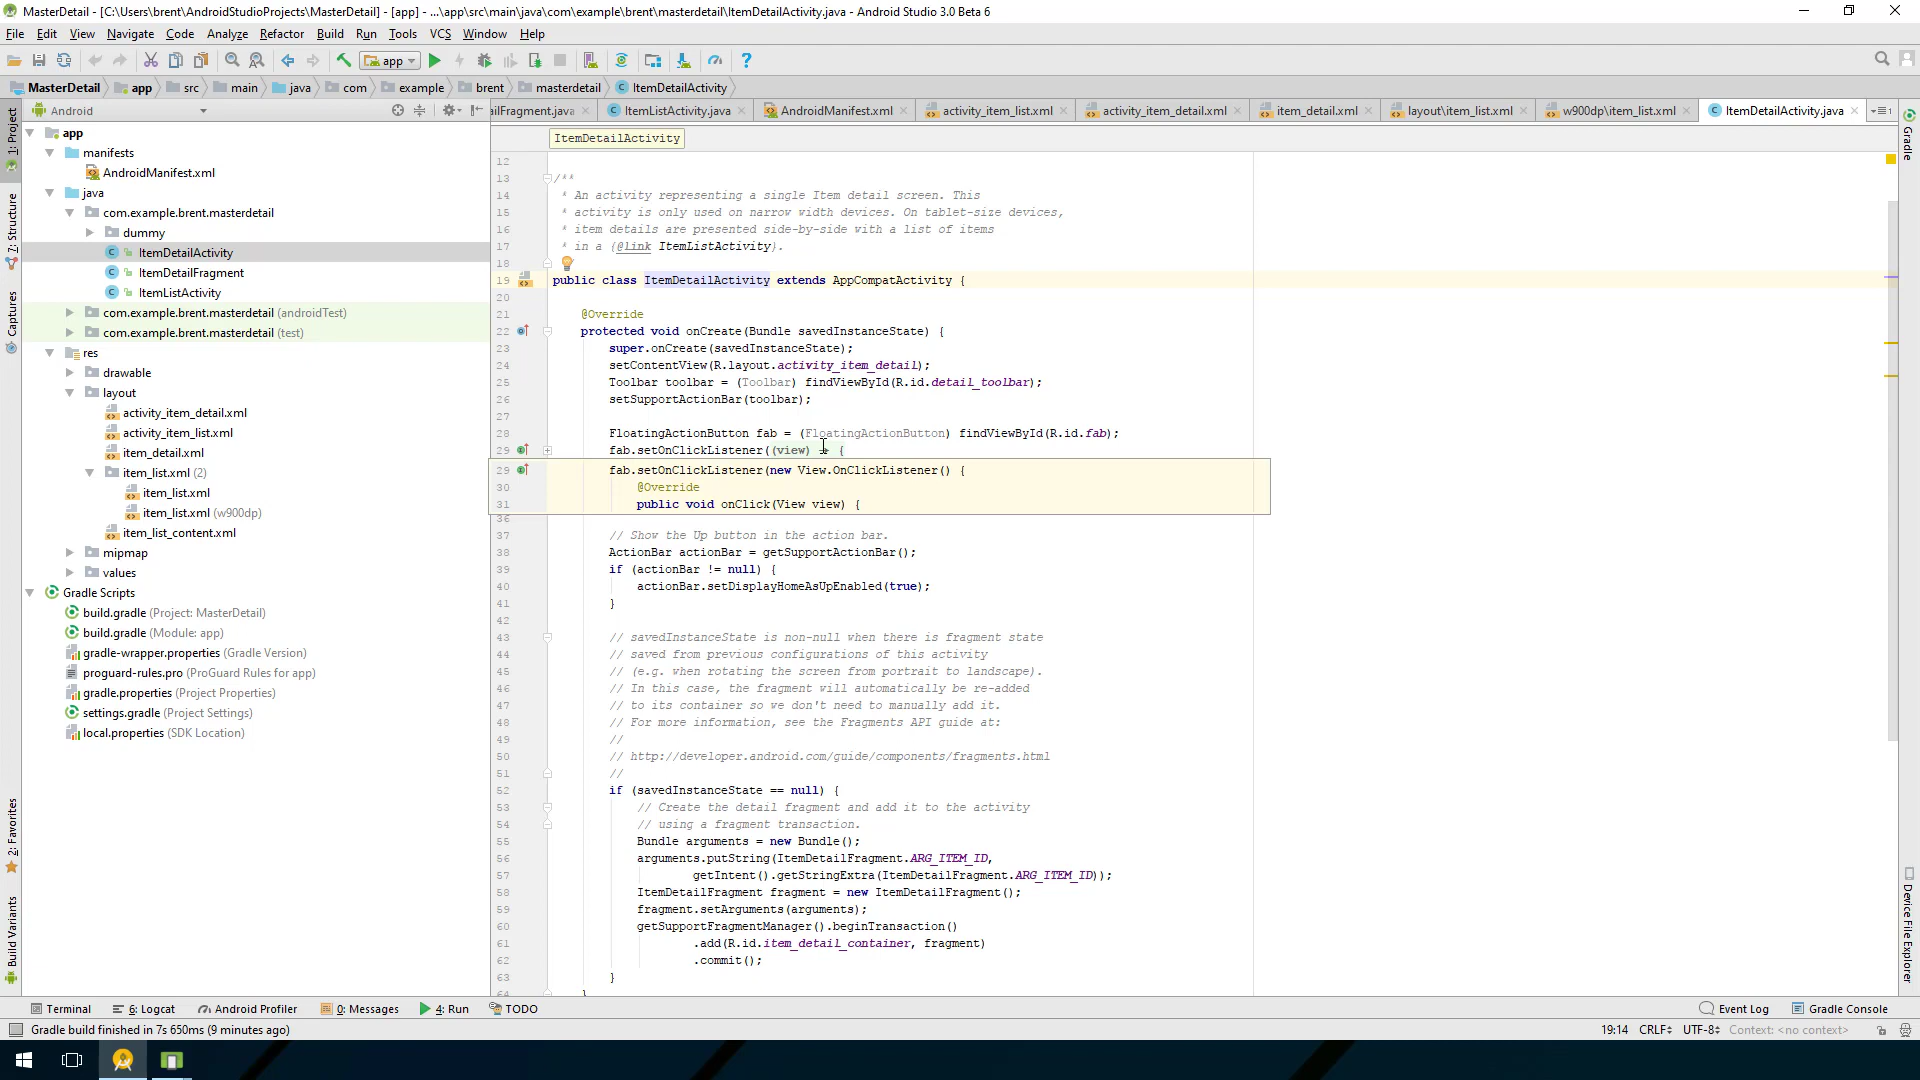 MasterDetail - [C:\Users\brent\AndroidStudioProjects\MasterDetail] - [app] - ...\app\src\main\java\com\example\brent\masterdetail\ItemDetailActivity.java - Android Studio 3.0 Beta 6
File Edit View Navigate Code Analyze Refactor Build Run Tools VCS Window Help
app
MasterDetail app src main java com example brent masterdetail ItemDetailActivity
Android
ailFragment.java ItemListActivity.java AndroidManifest.xml activity_item_list.xml activity_item_detail.xml item_detail.xml layout\item_list.xml w900dp\item_list.xml ItemDetailActivity.java
1: Project
7: Structure
Captures
2: Favorites
Build Variants
app
manifests
AndroidManifest.xml
java
com.example.brent.masterdetail
dummy
ItemDetailActivity
ItemDetailFragment
ItemListActivity
com.example.brent.masterdetail (androidTest)
com.example.brent.masterdetail (test)
res
drawable
layout
activity_item_detail.xml
activity_item_list.xml
item_detail.xml
item_list.xml (2)
item_list.xml
item_list.xml (w900dp)
item_list_content.xml
mipmap
values
Gradle Scripts
build.gradle (Project: MasterDetail)
build.gradle (Module: app)
gradle-wrapper.properties (Gradle Version)
proguard-rules.pro (ProGuard Rules for app)
gradle.properties (Project Properties)
settings.gradle (Project Settings)
local.properties (SDK Location)
ItemDetailActivity
12
13 /**
14 * An activity representing a single Item detail screen. This
15 * activity is only used on narrow width devices. On tablet-size devices,
16 * item details are presented side-by-side with a list of items
17 * in a {@link ItemListActivity}.
18
19 public class ItemDetailActivity extends AppCompatActivity {
20
21 @Override
22 protected void onCreate(Bundle savedInstanceState) {
23 super.onCreate(savedInstanceState);
24 setContentView(R.layout.activity_item_detail);
25 Toolbar toolbar = (Toolbar) findViewById(R.id.detail_toolbar);
26 setSupportActionBar(toolbar);
27
28 FloatingActionButton fab = (FloatingActionButton) findViewById(R.id.fab);
29 fab.setOnClickListener((view) {
29 fab.setOnClickListener(new View.OnClickListener() {
30 @Override
31 public void onClick(View view) {
36
37 // Show the Up button in the action bar.
38 ActionBar actionBar = getSupportActionBar();
39 if (actionBar != null) {
40 actionBar.setDisplayHomeAsUpEnabled(true);
41 }
42
43 // savedInstanceState is non-null when there is fragment state
44 // saved from previous configurations of this activity
45 // (e.g. when rotating the screen from portrait to landscape).
46 // In this case, the fragment will automatically be re-added
47 // to its container so we don't need to manually add it.
48 // For more information, see the Fragments API guide at:
49 //
50 // http://developer.android.com/guide/components/fragments.html
51 //
52 if (savedInstanceState == null) {
53 // Create the detail fragment and add it to the activity
54 // using a fragment transaction.
55 Bundle arguments = new Bundle();
56 arguments.putString(ItemDetailFragment.ARG_ITEM_ID,
57 getIntent().getStringExtra(ItemDetailFragment.ARG_ITEM_ID));
58 ItemDetailFragment fragment = new ItemDetailFragment();
59 fragment.setArguments(arguments);
60 getSupportFragmentManager().beginTransaction()
61 .add(R.id.item_detail_container, fragment)
62 .commit();
63 }
64 }
Gradle
Device File Explorer
Terminal 6: Logcat Android Profiler 0: Messages 4: Run TODO Event Log Gradle Console
Gradle build finished in 7s 650ms (9 minutes ago) 19:14 CRLF UTF-8 Context: <no context>